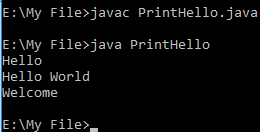 E:\My File>javac PrintHello.java
E:\My File>java PrintHello
Hello
Hello World
Welcome
E:\My File>_